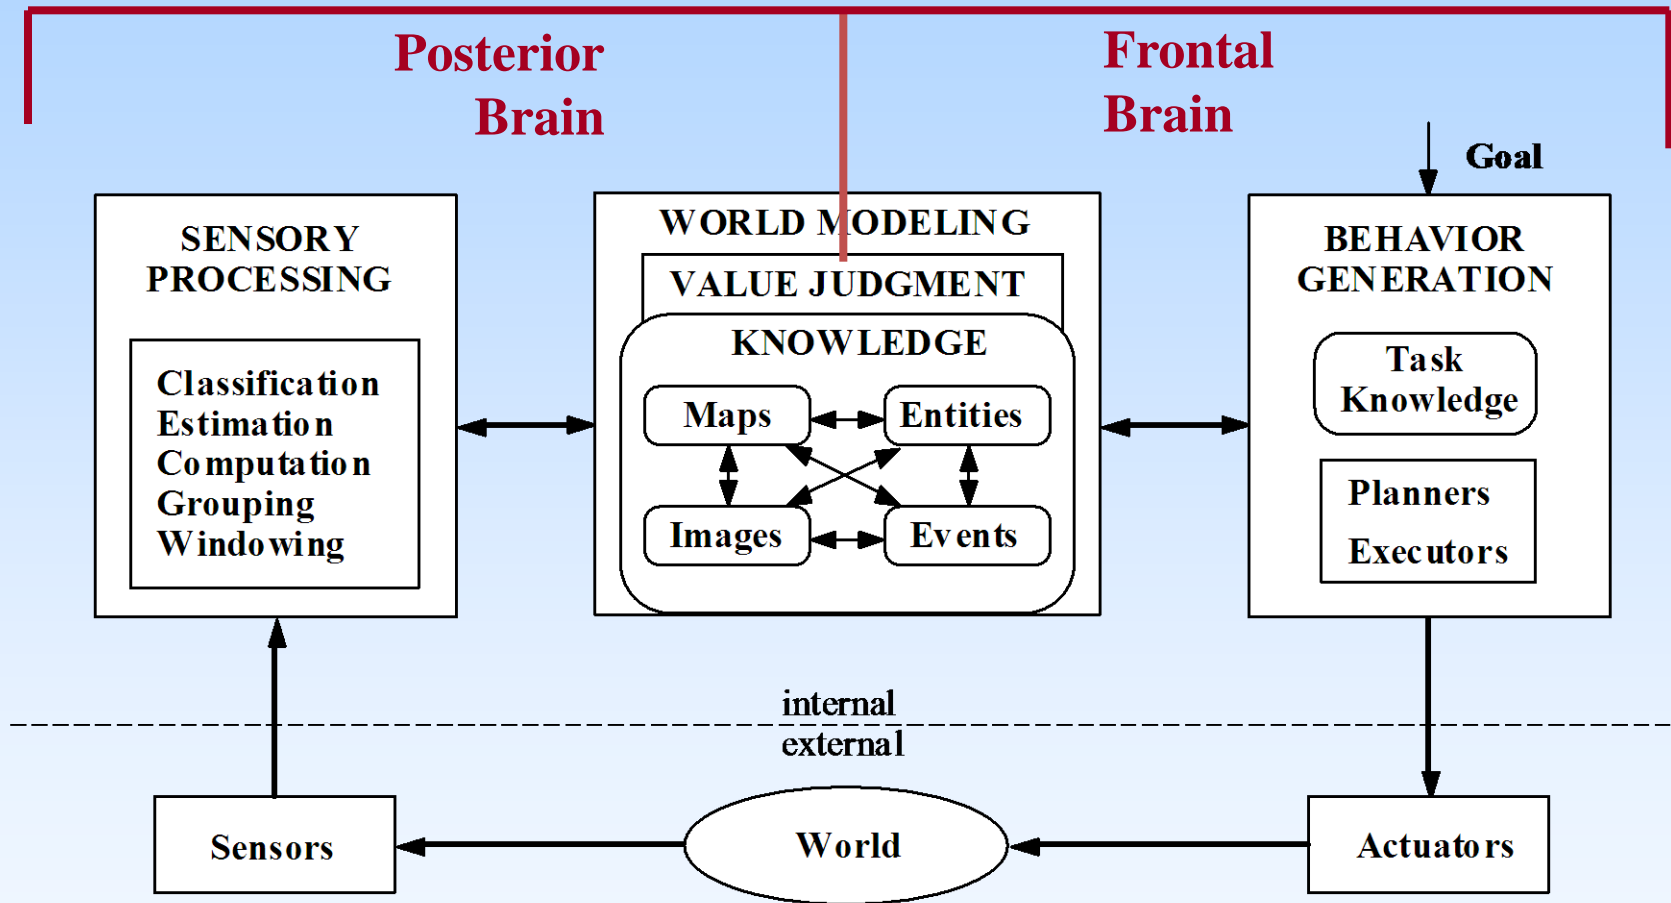 Posterior
Brain
Frontal
Brain
Goal
SENSORY
PROCESSING
Classification
Estimation
Computation
Grouping
Windowing
WORLD MODELING
VALUE JUDGMENT
KNOWLEDGE
Maps
Entities
Images
Events
BEHAVIOR
GENERATION
Task
Knowledge
Planners
Executors
internal
external
Sensors
World
Actuators